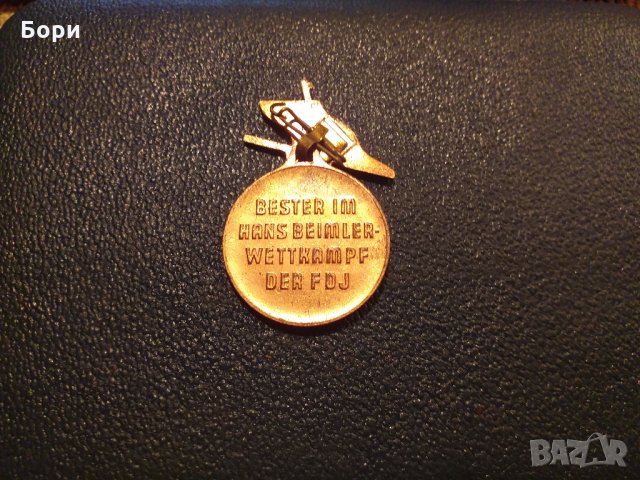 Бори
BESTER IM
HANS BEIMLER-
WETTKAMPF
DER FDJ
BAZAR